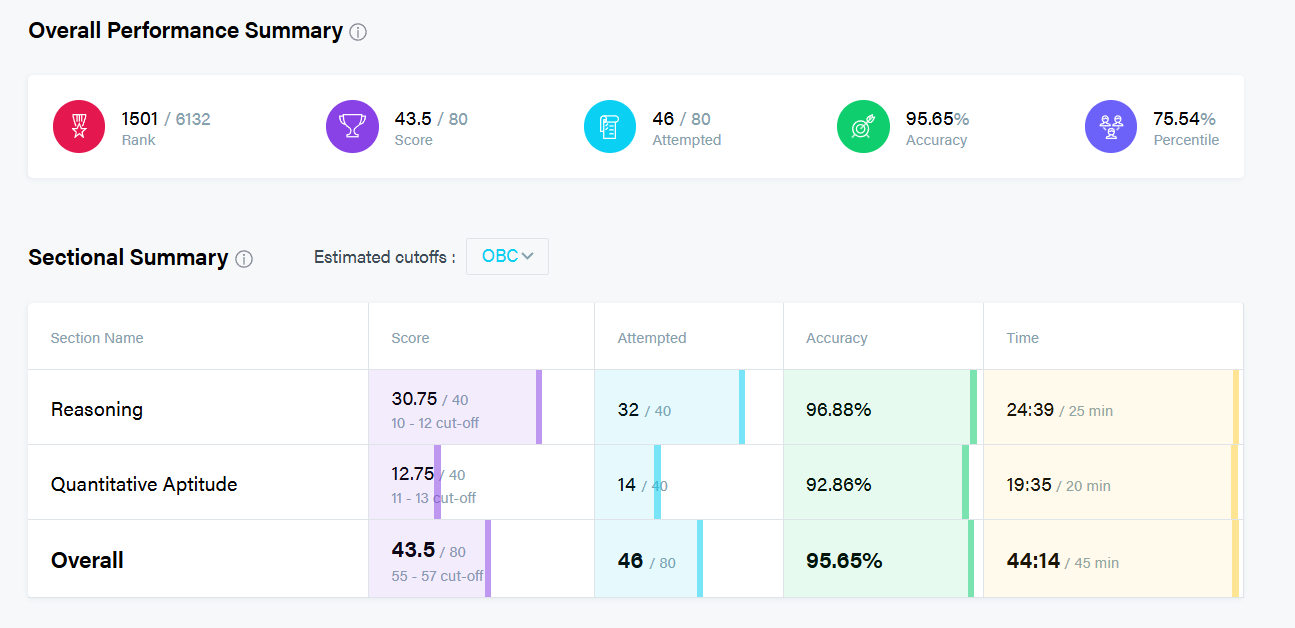 Overall Performance Summary
1501 / 6132
Rank
43.5 / 80
Score
46 / 80
Attempted
95.65%
Accuracy
75.54%
Percentile
Sectional Summary
Estimated cutoffs : OBC
Section Name Score Attempted Accuracy Time
Reasoning 30.75 / 40 32 / 40 96.88% 24:39 / 25 min
10 - 12 cut-off
Quantitative Aptitude 12.75 / 40 14 / 40 92.86% 19:35 / 20 min
11 - 13 cut-off
Overall 43.5 / 80 46 / 80 95.65% 44:14 / 45 min
55 - 57 cut-off